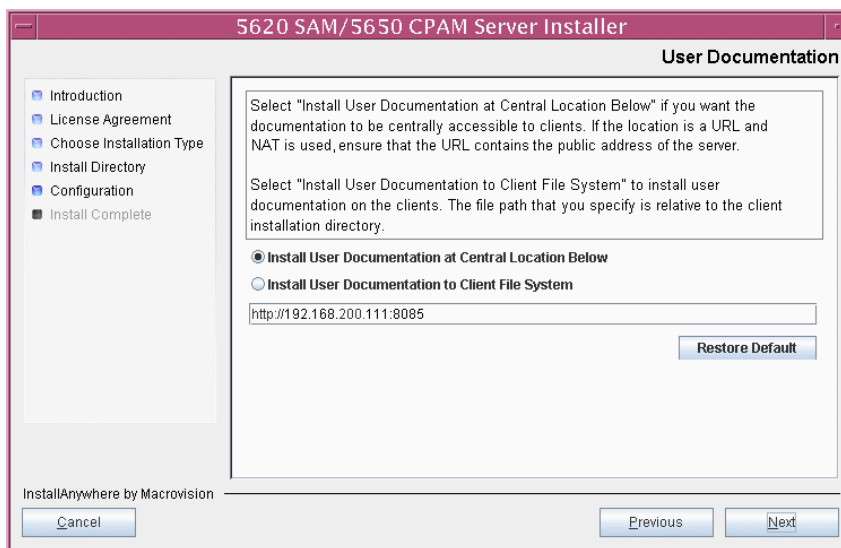 5620 SAM/5650 CPAM Server Installer
User Documentation
Introduction
License Agreement
Choose Installation Type
Install Directory
Configuration
Install Complete
Select "Install User Documentation at Central Location Below" if you want the
documentation to be centrally accessible to clients. If the location is a URL and
NAT is used, ensure that the URL contains the public address of the server.
Select "Install User Documentation to Client File System" to install user
documentation on the clients. The file path that you specify is relative to the client
installation directory.
Install User Documentation at Central Location Below
Install User Documentation to Client File System
http://192.168.200.111:8085
Restore Default
InstallAnywhere by Macrovision
Cancel
Previous
Next